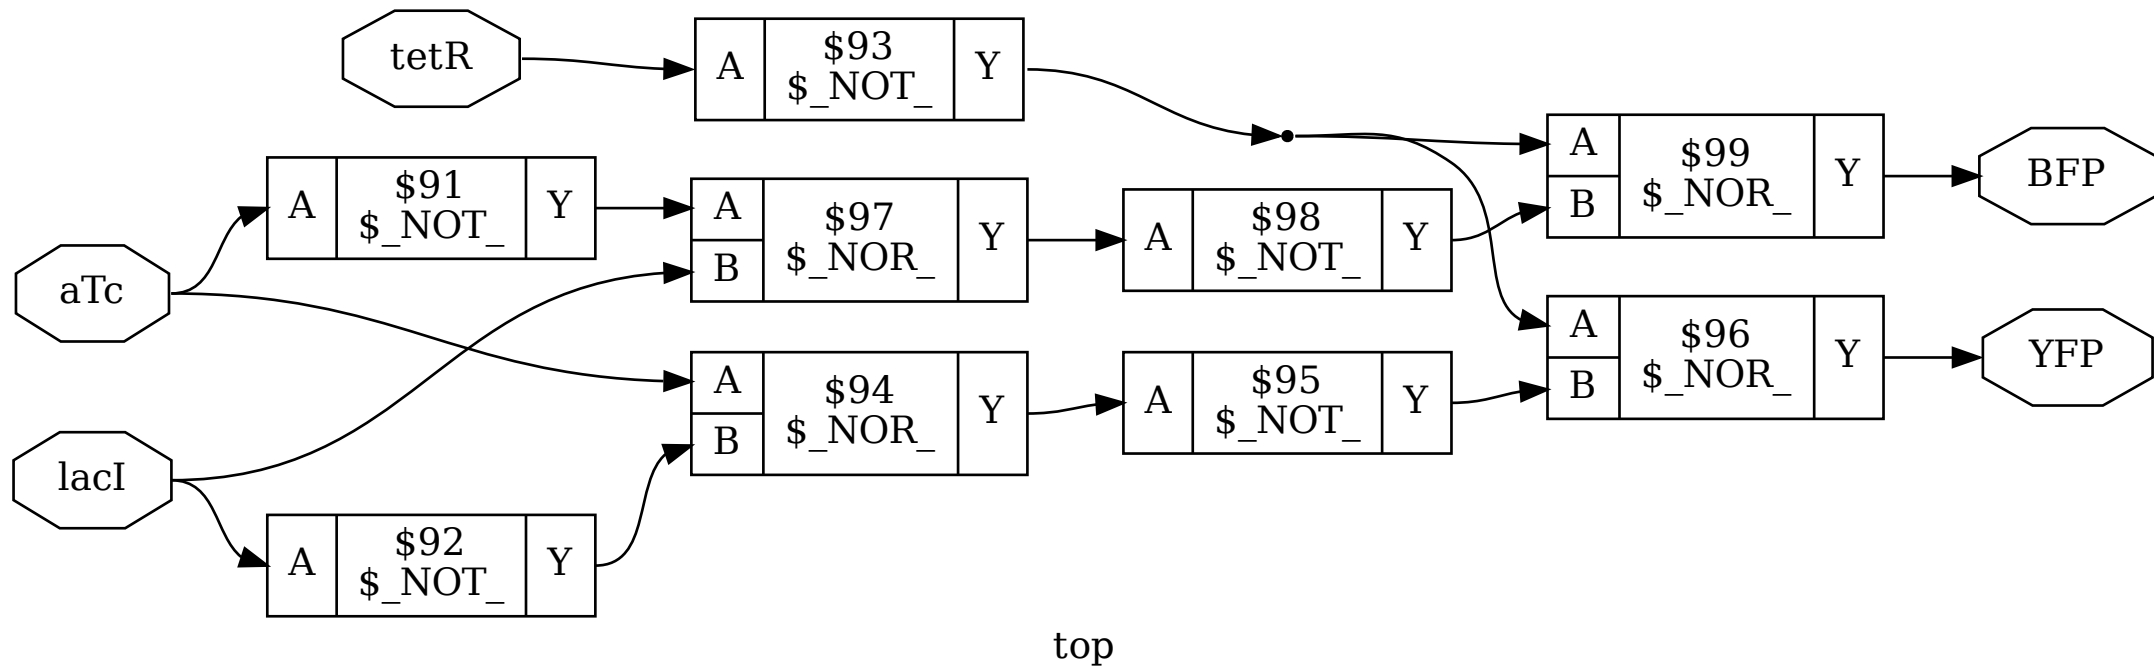 tetR
A
$93
$_NOT_
Y
aTc
A
$91
$_NOT_
Y
A
B
$97
$_NOR_
Y
A
$98
$_NOT_
Y
A
B
$99
$_NOR_
Y
BFP
lacI
A
$92
$_NOT_
Y
A
B
$94
$_NOR_
Y
A
$95
$_NOT_
Y
A
B
$96
$_NOR_
Y
YFP
top